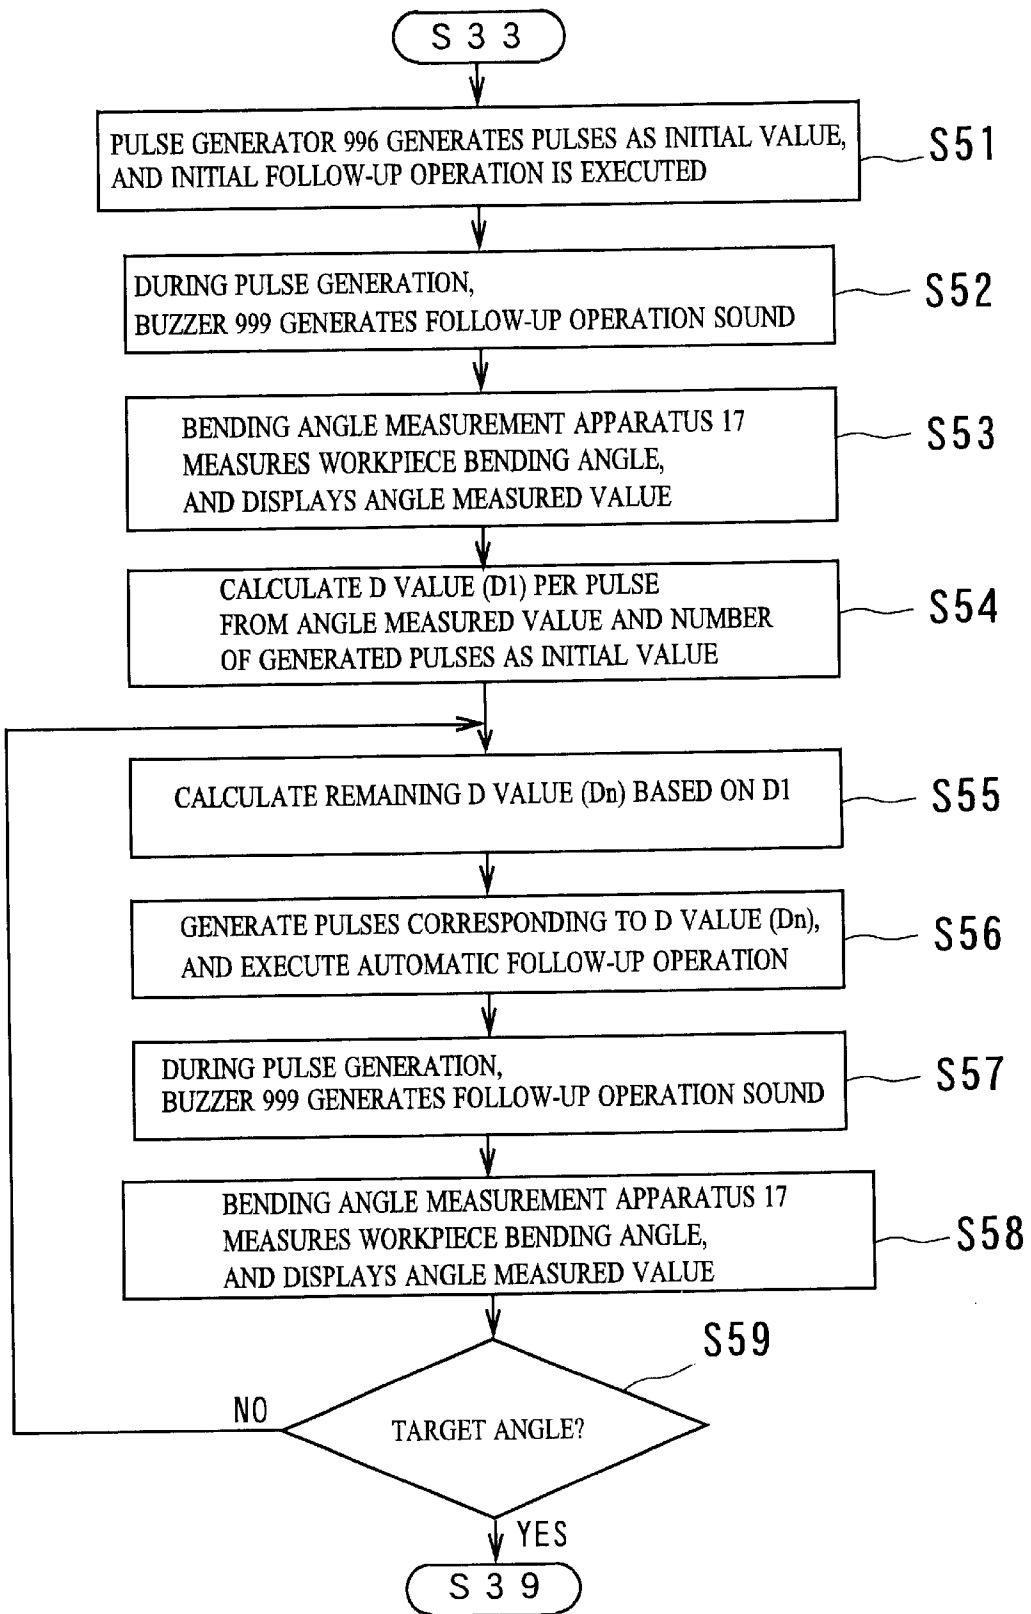 S33
PULSE GENERATOR 996 GENERATES PULSES AS INITIAL VALUE,
AND INITIAL FOLLOW-UP OPERATION IS EXECUTED
S51
DURING PULSE GENERATION,
BUZZER 999 GENERATES FOLLOW-UP OPERATION SOUND
S52
BENDING ANGLE MEASUREMENT APPARATUS 17
MEASURES WORKPIECE BENDING ANGLE,
AND DISPLAYS ANGLE MEASURED VALUE
S53
CALCULATE D VALUE (D1) PER PULSE
FROM ANGLE MEASURED VALUE AND NUMBER
OF GENERATED PULSES AS INITIAL VALUE
S54
CALCULATE REMAINING D VALUE (Dn) BASED ON D1
S55
GENERATE PULSES CORRESPONDING TO D VALUE (Dn),
AND EXECUTE AUTOMATIC FOLLOW-UP OPERATION
S56
DURING PULSE GENERATION,
BUZZER 999 GENERATES FOLLOW-UP OPERATION SOUND
S57
BENDING ANGLE MEASUREMENT APPARATUS 17
MEASURES WORKPIECE BENDING ANGLE,
AND DISPLAYS ANGLE MEASURED VALUE
S58
S59
NO
TARGET ANGLE?
YES
S39